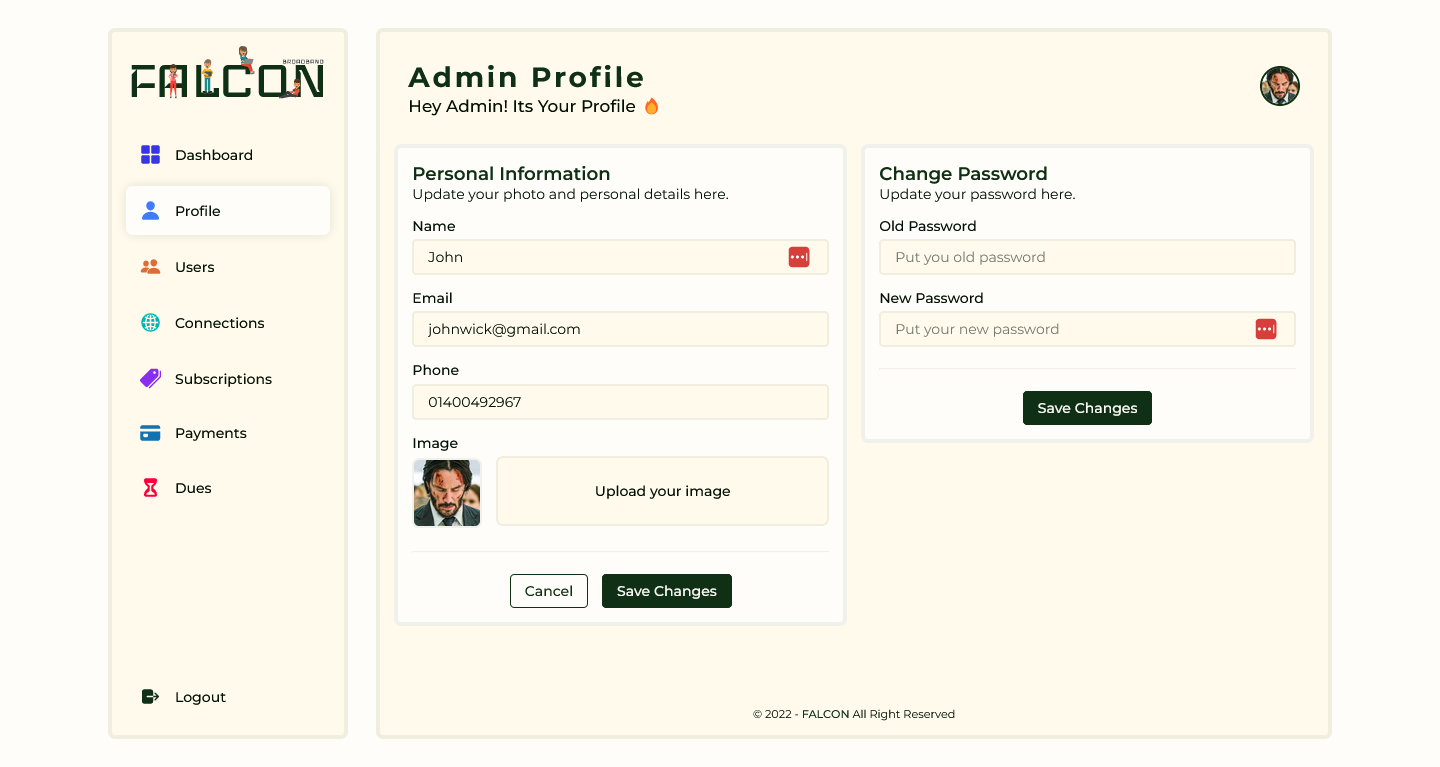 FALCON
BROADBAND
Dashboard
Profile
Users
Connections
Subscriptions
Payments
Dues
Logout
Admin Profile
Hey Admin! Its Your Profile 🔥
Personal Information
Update your photo and personal details here.
Name
John
Email
johnwick@gmail.com
Phone
01400492967
Image
Upload your image
Cancel
Save Changes
Change Password
Update your password here.
Old Password
Put you old password
New Password
Put your new password
Save Changes
© 2022 - FALCON All Right Reserved